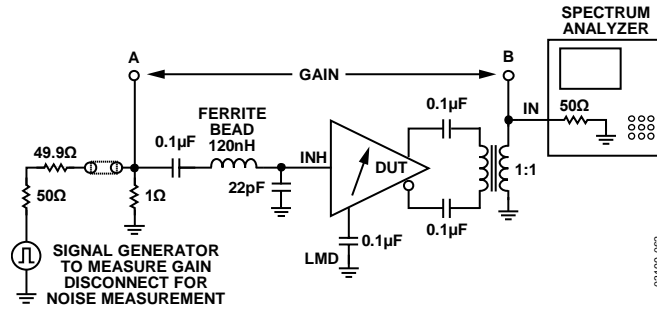 SPECTRUM
ANALYZER
A
GAIN
B
FERRITE
BEAD
120nH
0.1µF
0.1µF
IN
50Ω
49.9Ω
INH
DUT
1:1
50Ω
1Ω
22pF
0.1µF
0.1µF
LMD
SIGNAL GENERATOR
TO MEASURE GAIN
DISCONNECT FOR
NOISE MEASUREMENT